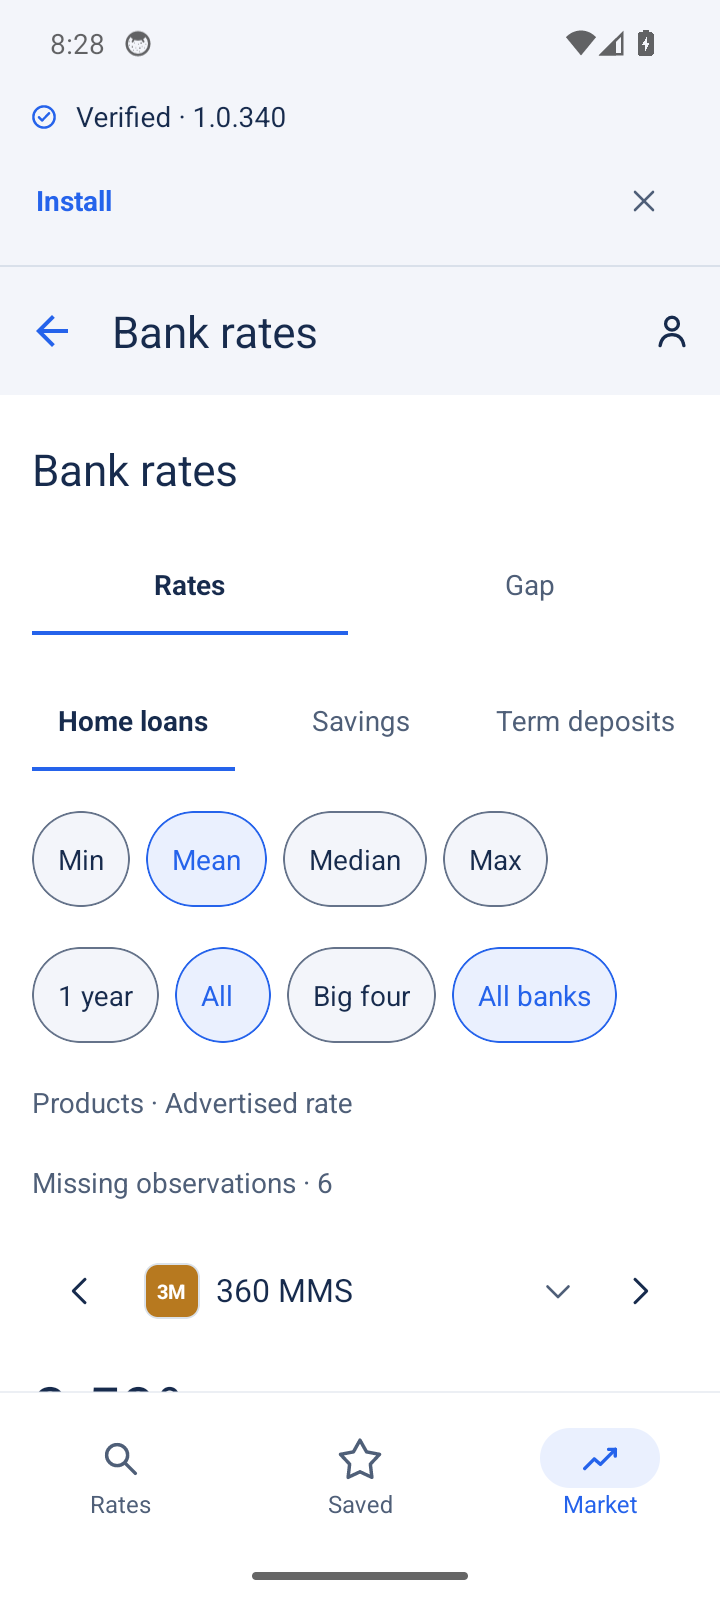 8:28
Verified · 1.0.340
Install
Bank rates
Bank rates
Rates Gap
Home loans Savings Term deposits
Min Mean Median Max
1 year All Big four All banks
Products · Advertised rate
Missing observations · 6
3M 360 MMS
Rates Saved Market